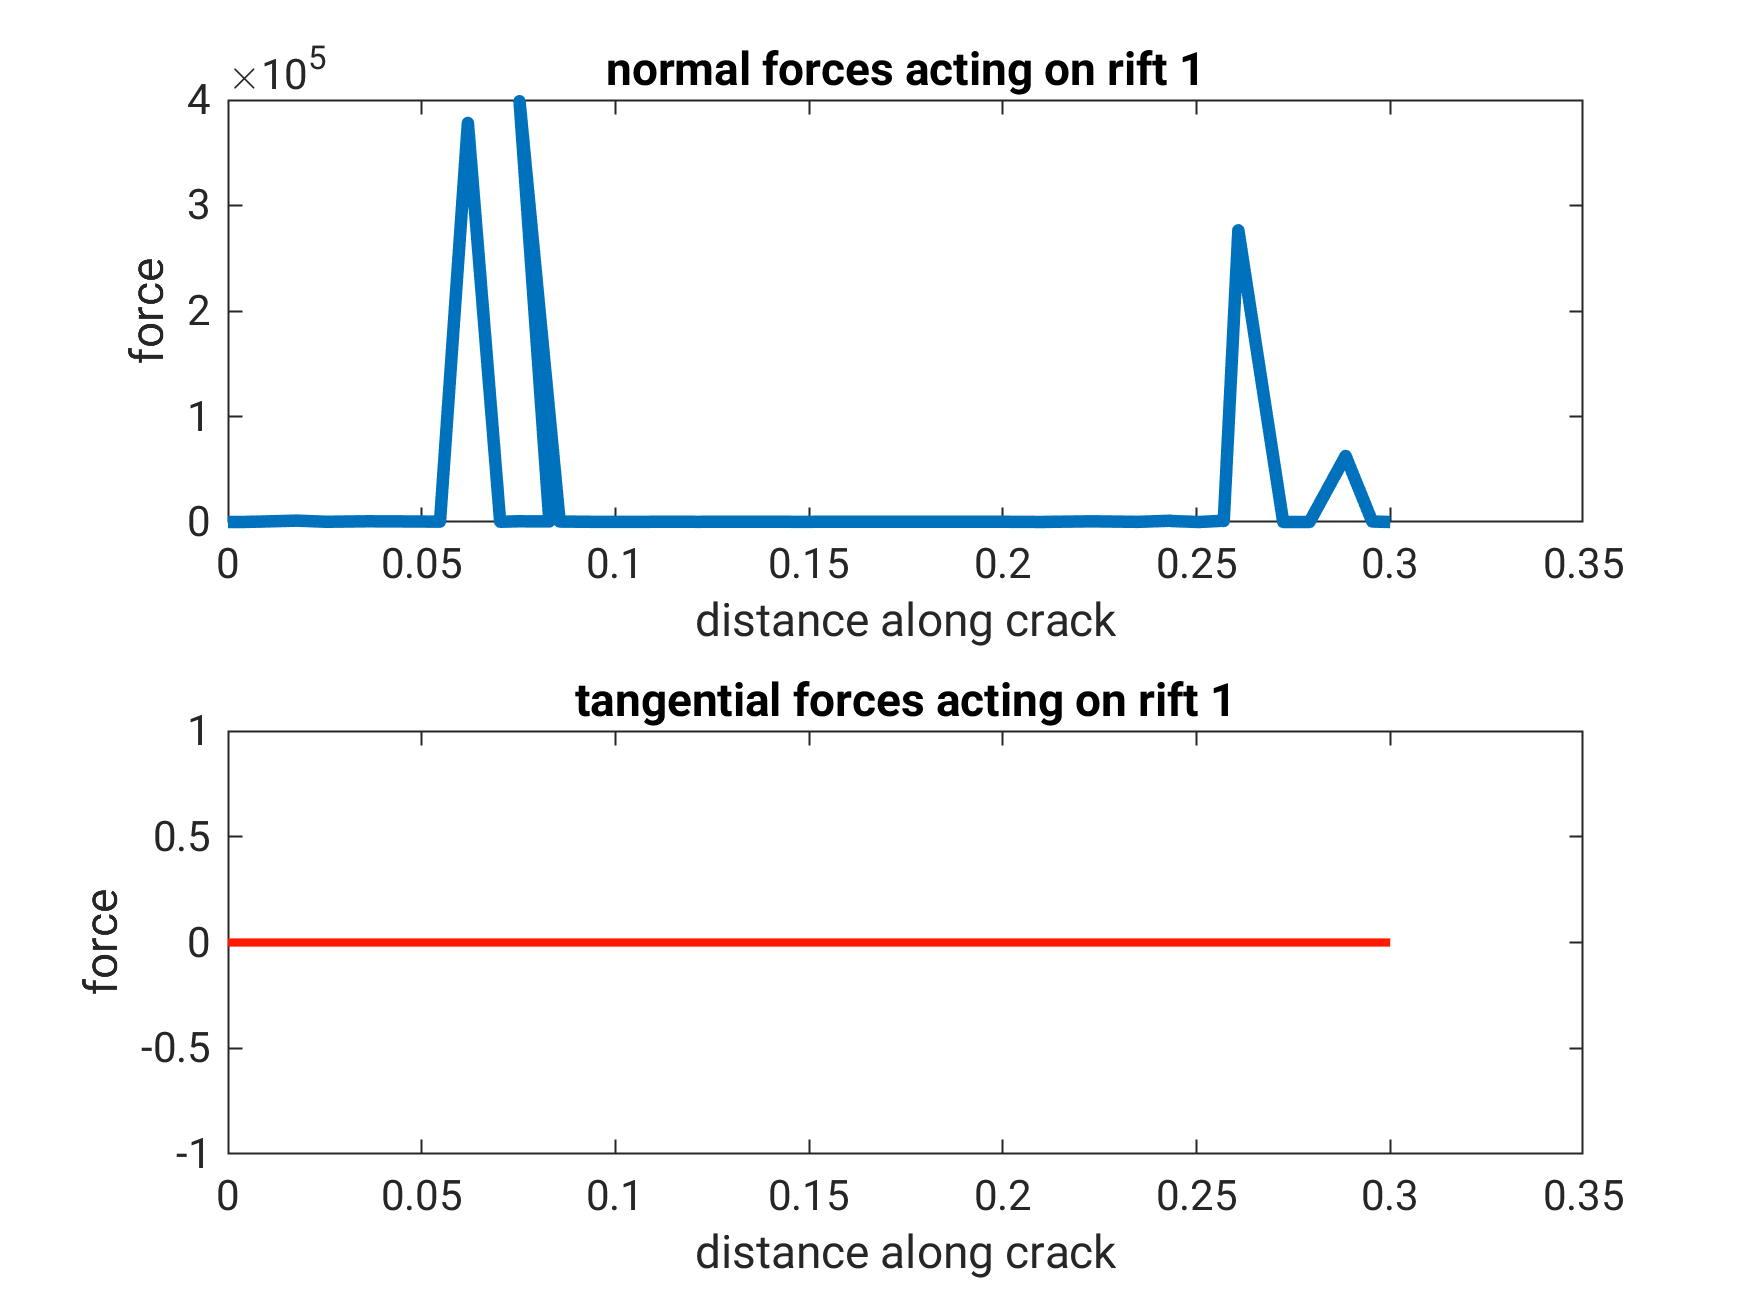 ×10⁵
normal forces acting on rift 1
4
3
2
1
0
force
0 0.05 0.1 0.15 0.2 0.25 0.3 0.35
distance along crack
tangential forces acting on rift 1
1
0.5
0
-0.5
-1
force
0 0.05 0.1 0.15 0.2 0.25 0.3 0.35
distance along crack